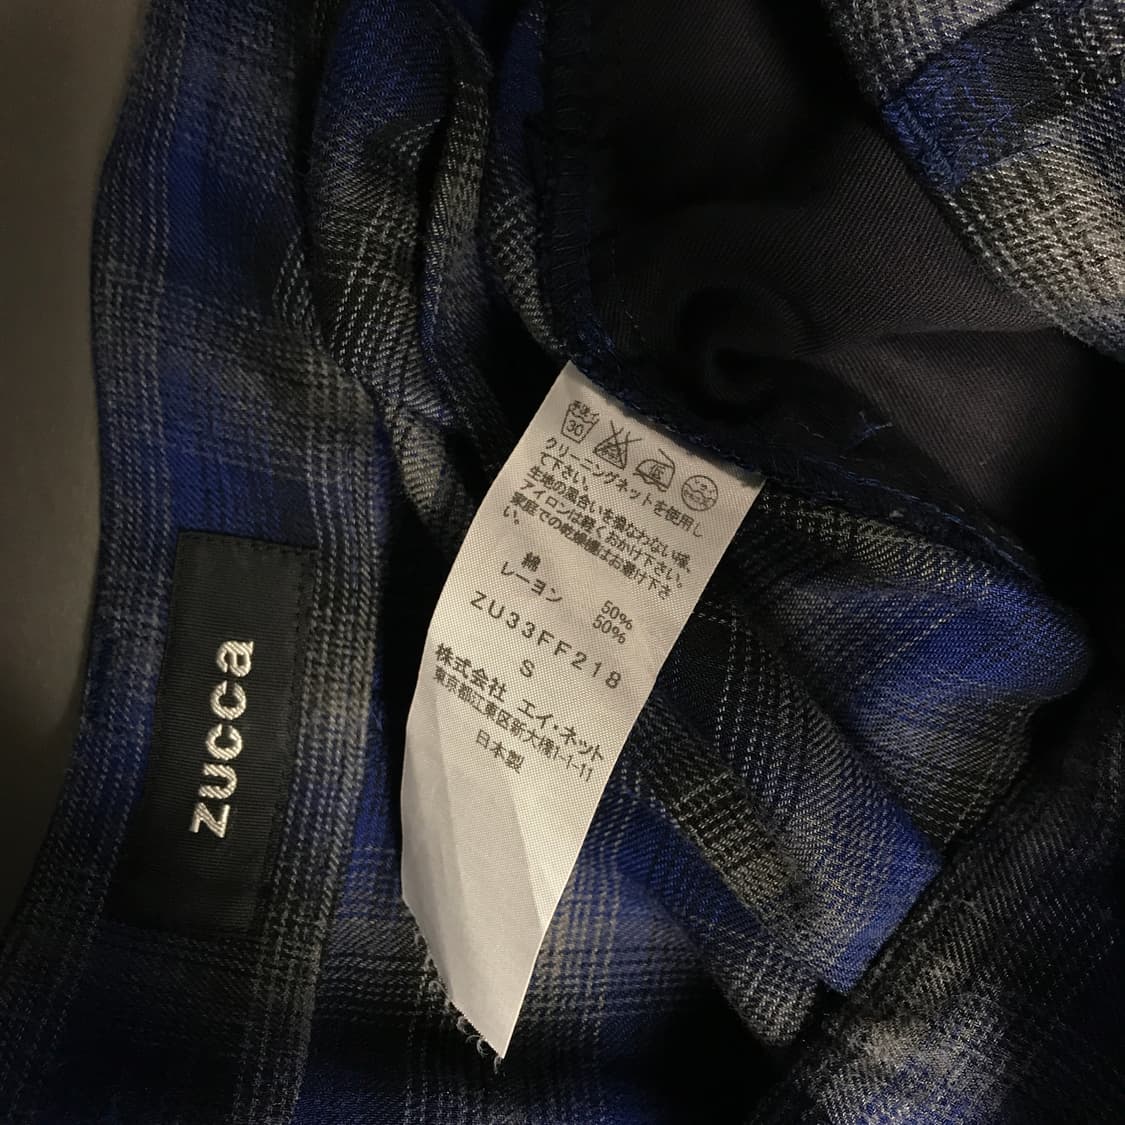 zucca
手洗イ
30
クリーニングネットを使用し
て下さい。
生地の風合いを損なわない様、
アイロンは軽くおかけ下さい。
家庭での乾燥機はお避け下さ
い。
綿 50%
レーヨン 50%
ZU33FF218
S
株式会社 エイ・ネット
東京都江東区新大橋1-1-11
日本製